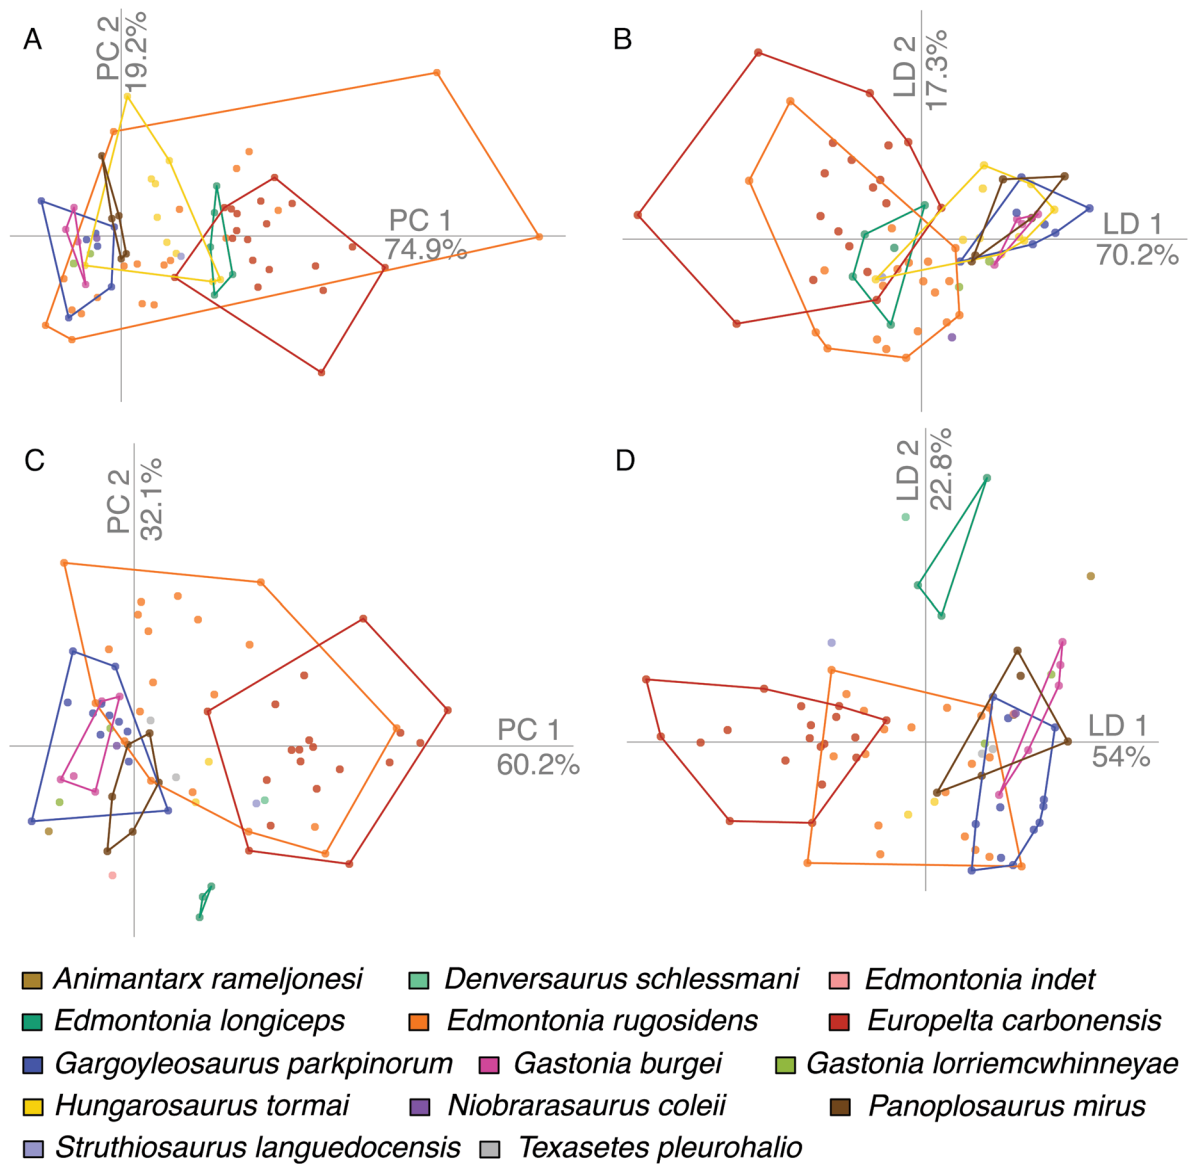 A
PC 2
19.2%
PC 1
74.9%
B
LD 2
17.3%
LD 1
70.2%
C
PC 2
32.1%
PC 1
60.2%
D
LD 2
22.8%
LD 1
54%
Animantarx rameljonesi Denversaurus schlessmani Edmontonia indet
Edmontonia longiceps Edmontonia rugosidens Europelta carbonensis
Gargoyleosaurus parkpinorum Gastonia burgei Gastonia lorriemcwhinneyae
Hungarosaurus tormai Niobrarasaurus coleii Panoplosaurus mirus
Struthiosaurus languedocensis Texasetes pleurohalio